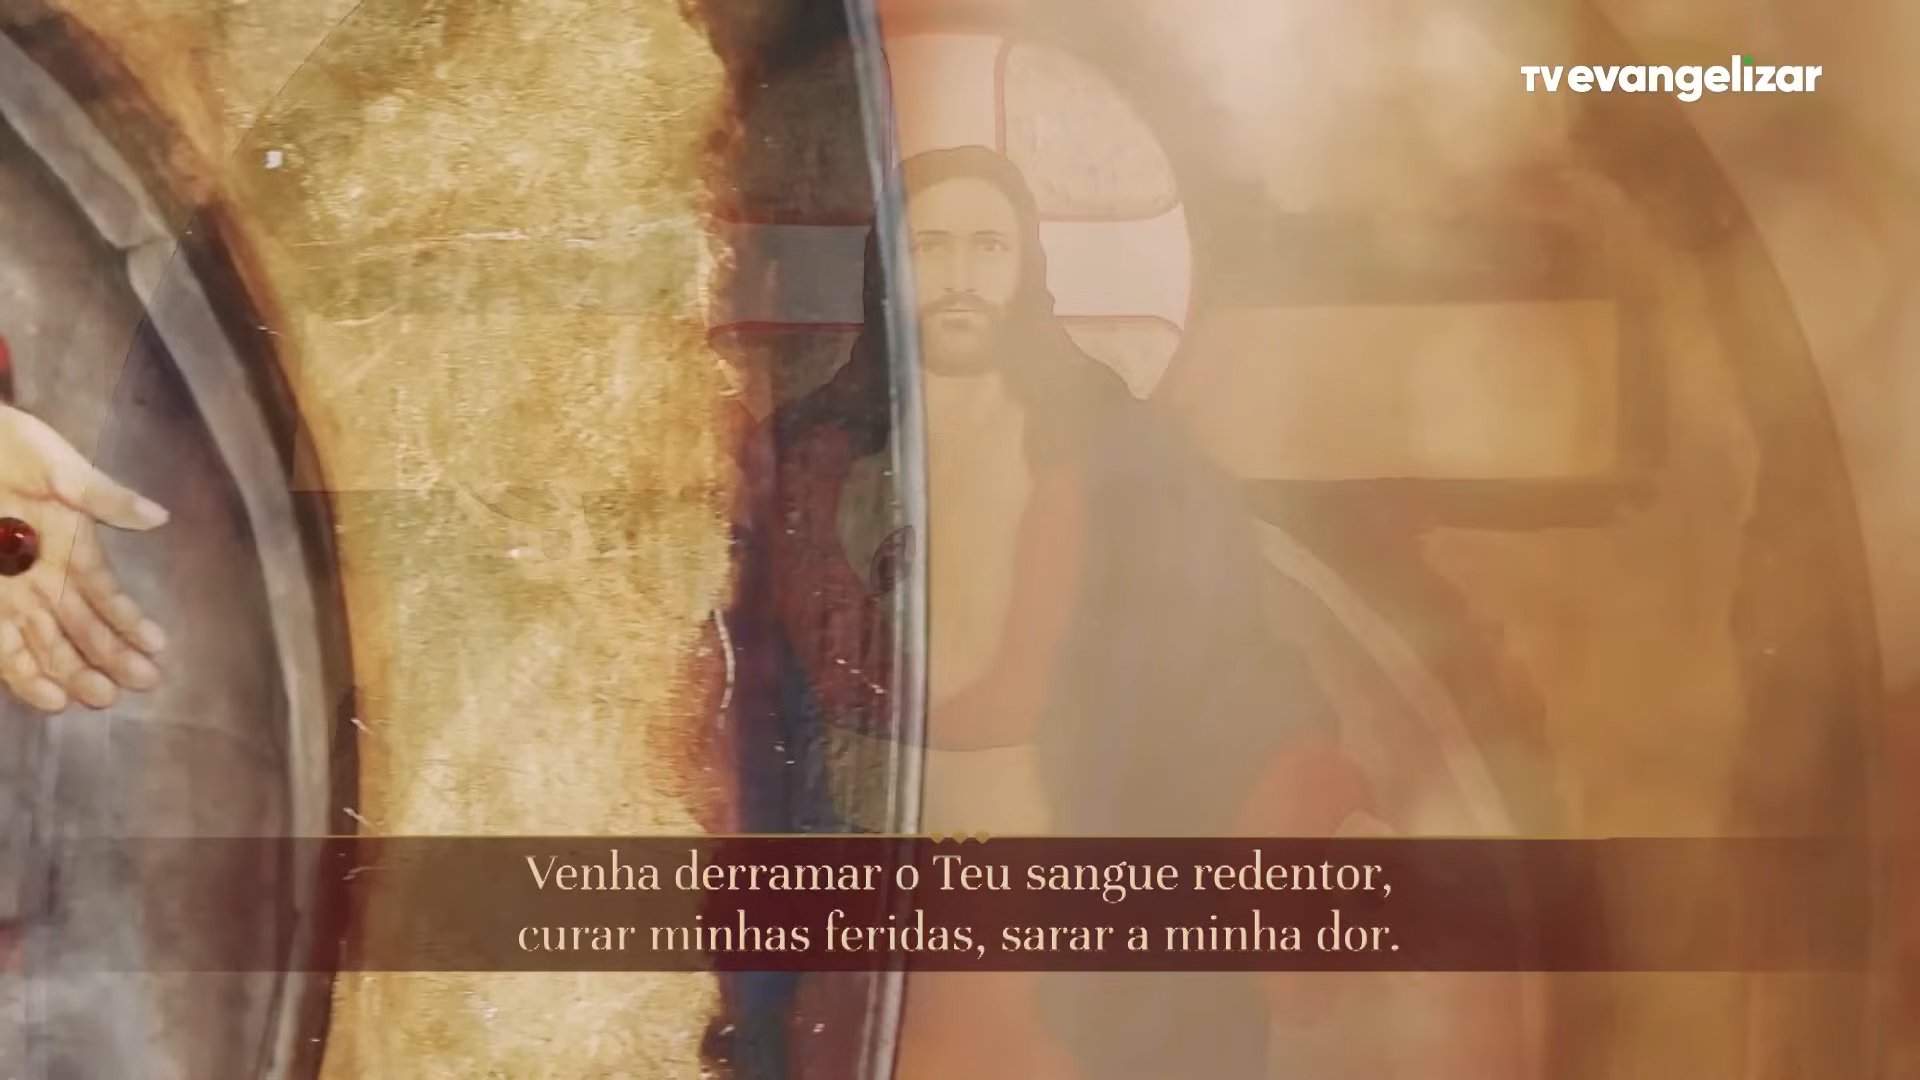 TV evangelizar
Venha derramar o Teu sangue redentor,
curar minhas feridas, sarar a minha dor.